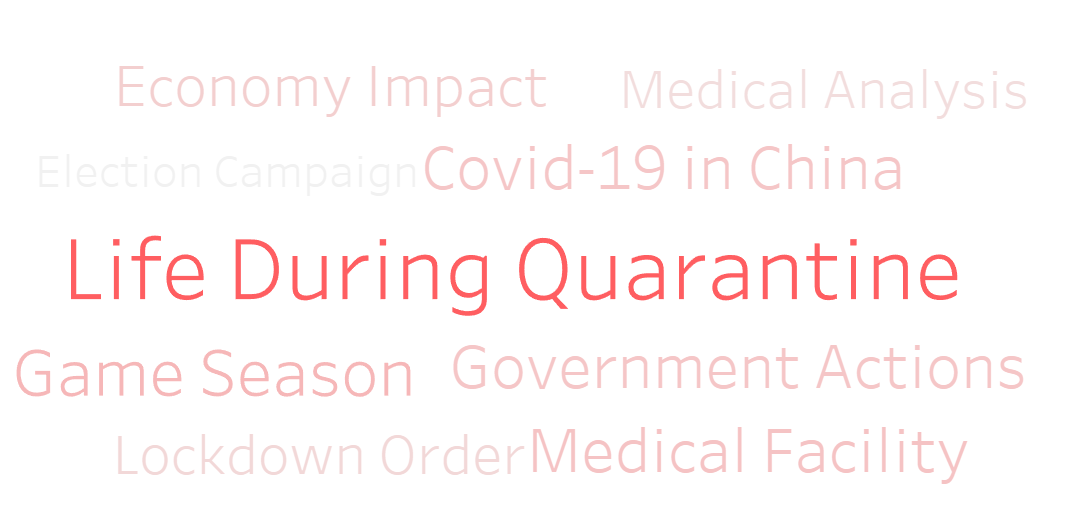 Economy Impact Medical Analysis
Election Campaign Covid-19 in China
Life During Quarantine
Game Season Government Actions
Lockdown Order Medical Facility